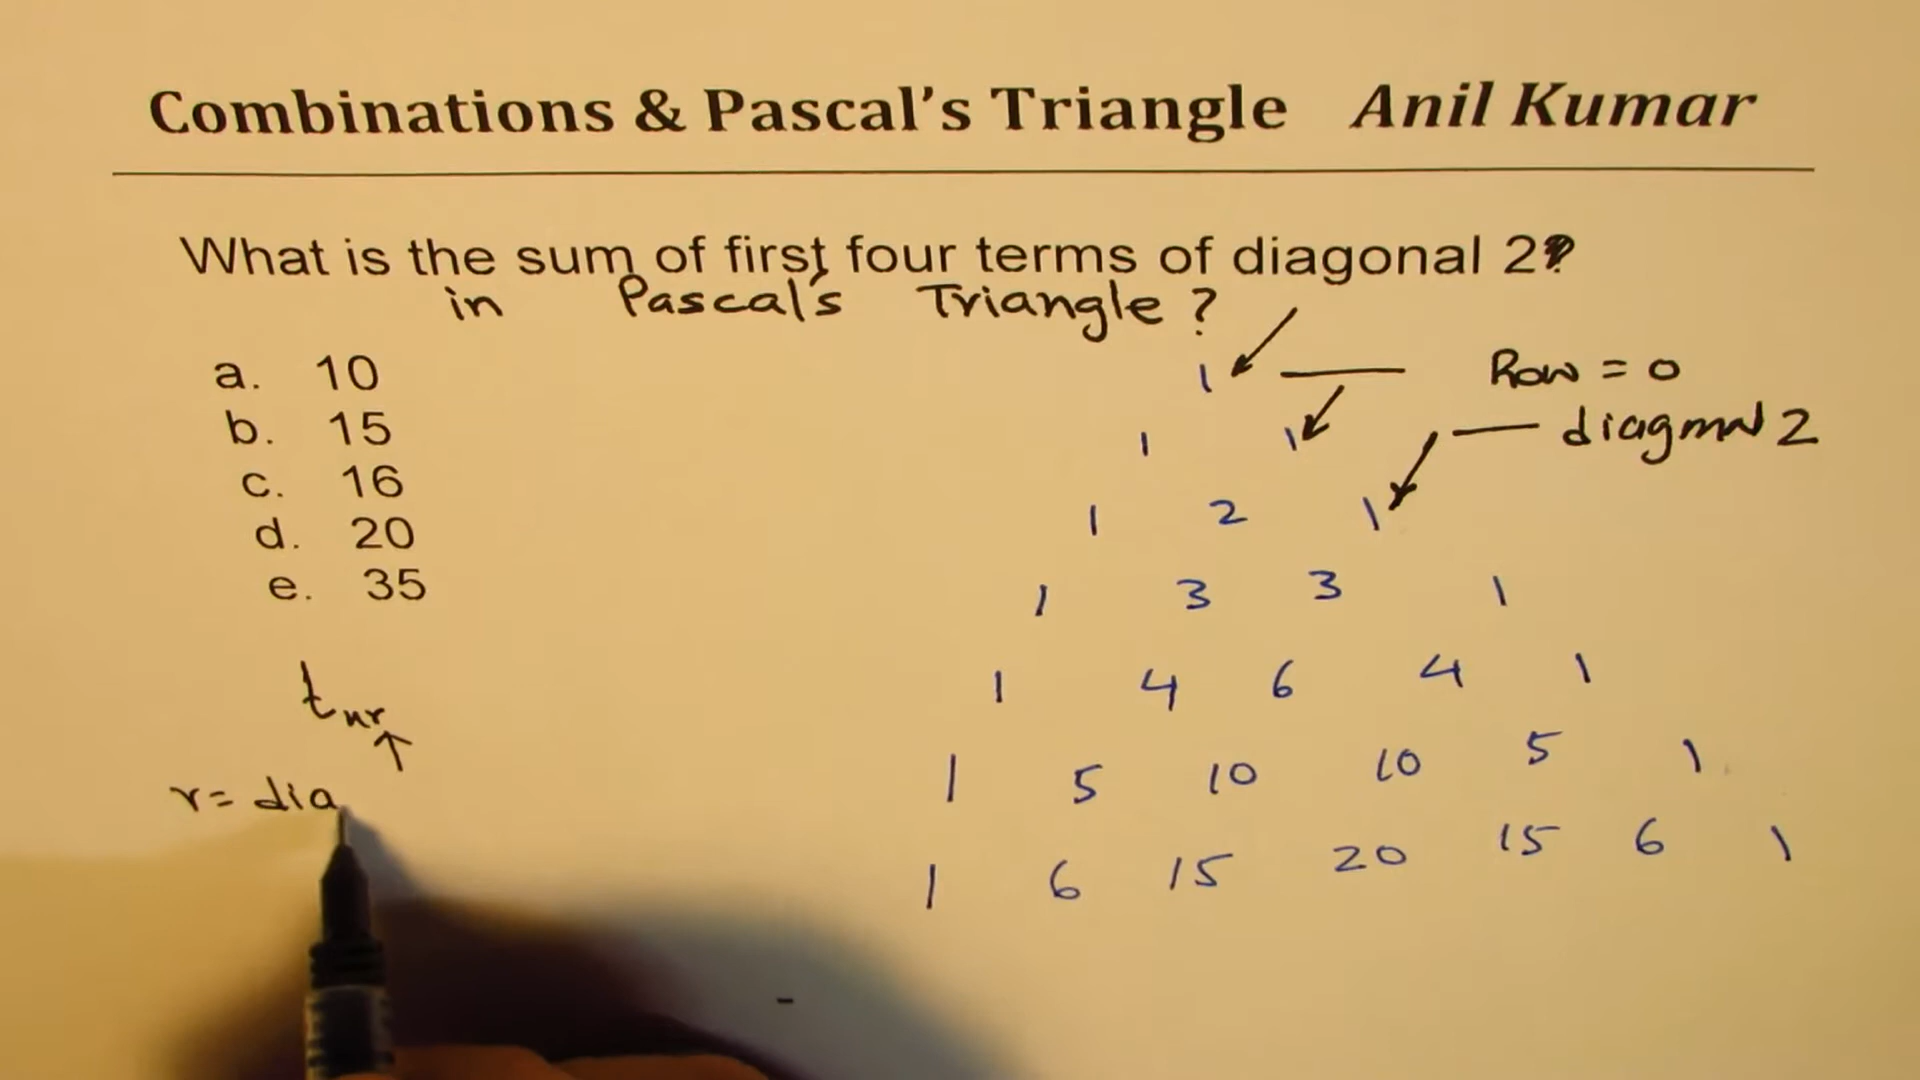 Combinations & Pascal's Triangle Anil Kumar
What is the sum of first four terms of diagonal 2?
in Pascal's Triangle ?
a. 10
b. 15
c. 16
d. 20
e. 35
1 Row = 0
1 1 diagonal 2
1 2 1
1 3 3 1
1 4 6 4 1
1 5 10 10 5 1
1 6 15 20 15 6 1
tnr
r = dia